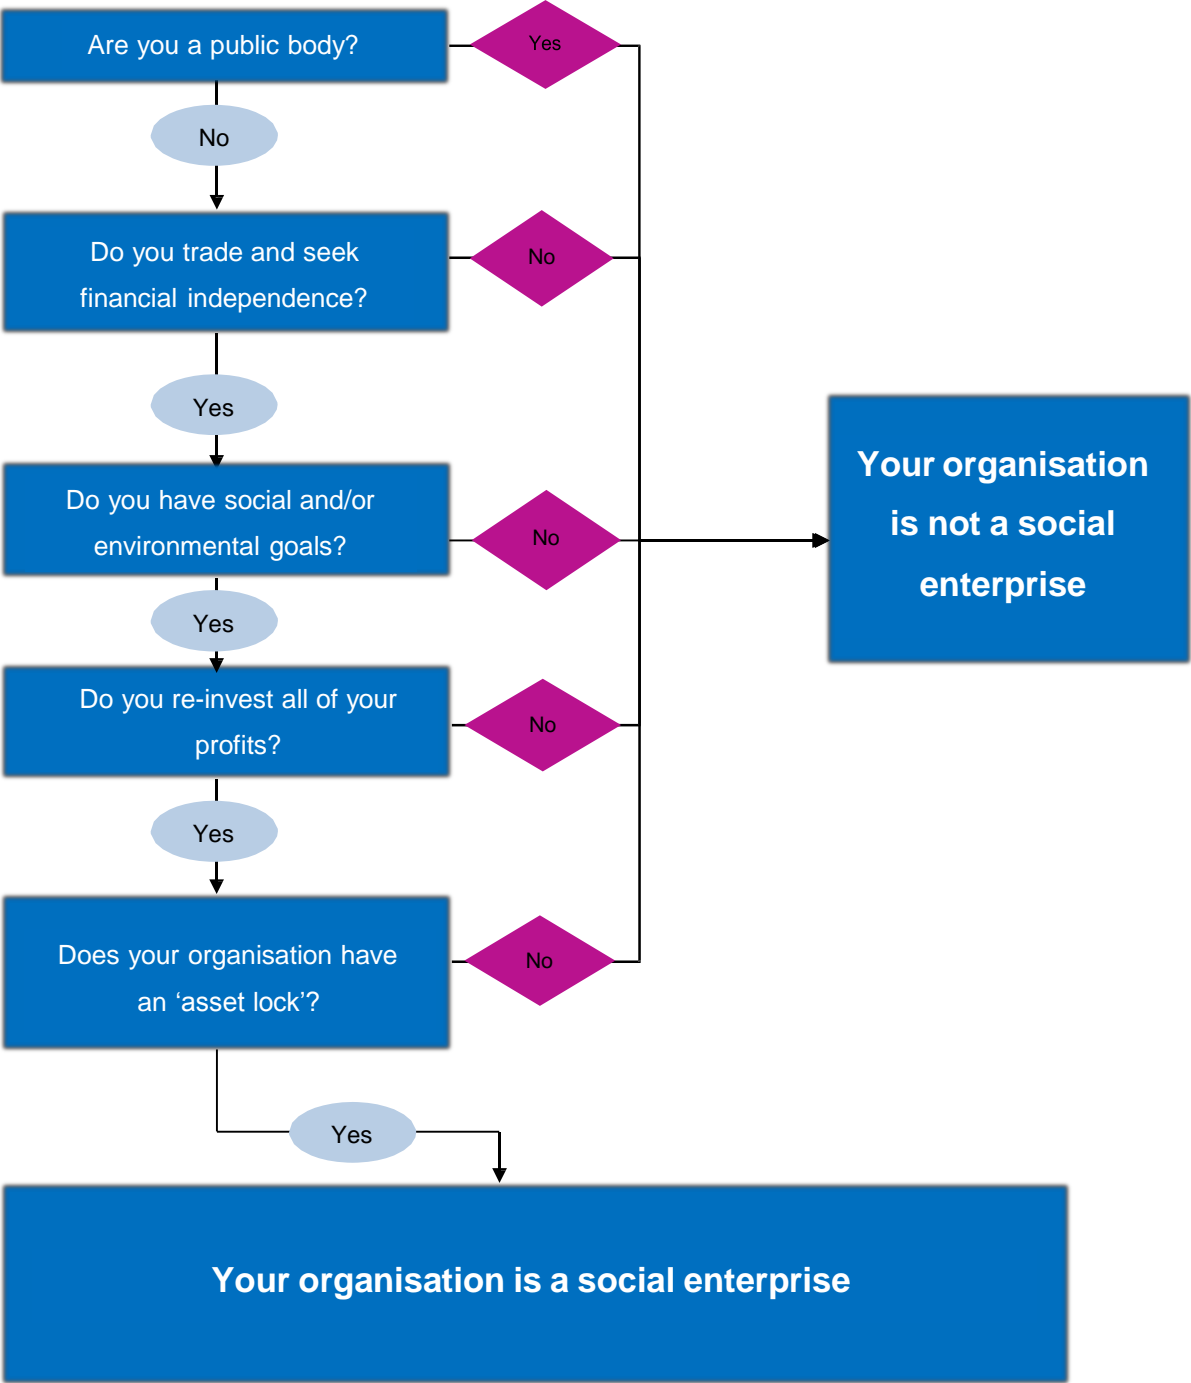 Are you a public body?
Yes
No
Do you trade and seek
financial independence?
No
Yes
Do you have social and/or
environmental goals?
No
Your organisation
is not a social
enterprise
Yes
Do you re-invest all of your
profits?
No
Yes
Does your organisation have
an ‘asset lock’?
No
Yes
Your organisation is a social enterprise